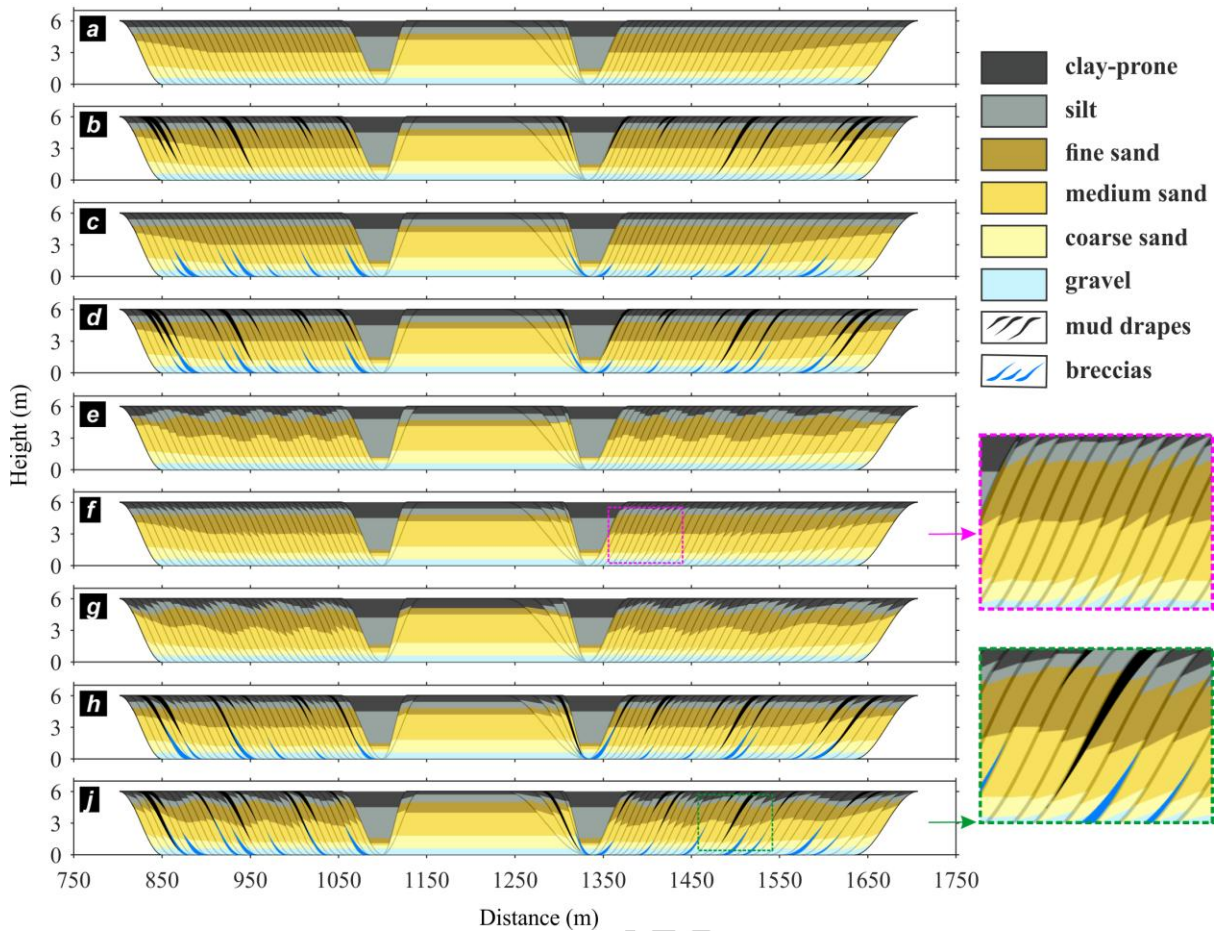 a
6
3
0
b
6
3
0
c
6
3
0
d
6
3
0
e
6
3
0
f
6
3
0
g
6
3
0
h
6
3
0
j
6
3
0
Height (m)
750 850 950 1050 1150 1250 1350 1450 1550 1650 1750
Distance (m)
clay-prone
silt
fine sand
medium sand
coarse sand
gravel
mud drapes
breccias